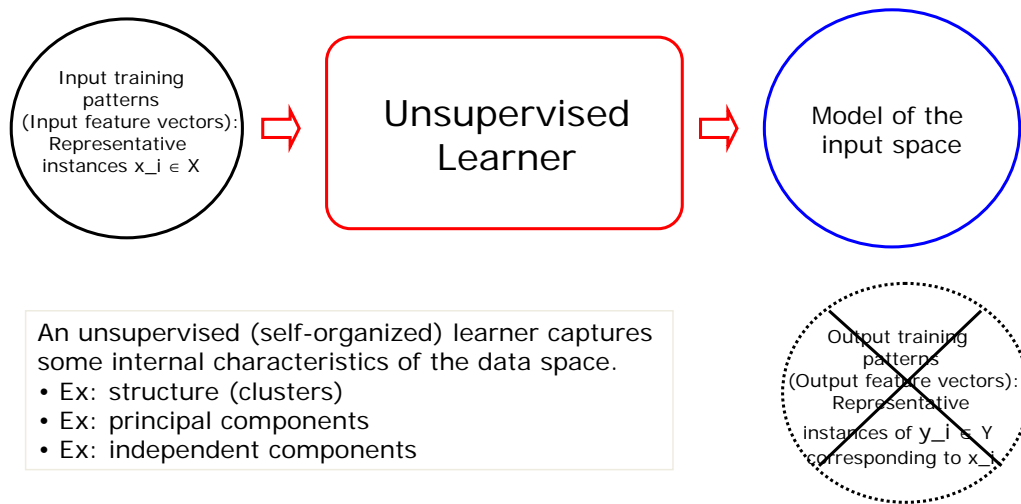 Input training
patterns
(Input feature vectors):
Representative
instances x_i ∈ X
Unsupervised
Learner
Model of the
input space
An unsupervised (self-organized) learner captures
some internal characteristics of the data space.
• Ex: structure (clusters)
• Ex: principal components
• Ex: independent components
Output training
patterns
(Output feature vectors):
Representative
instances of y_i ∈ Y
corresponding to x_i